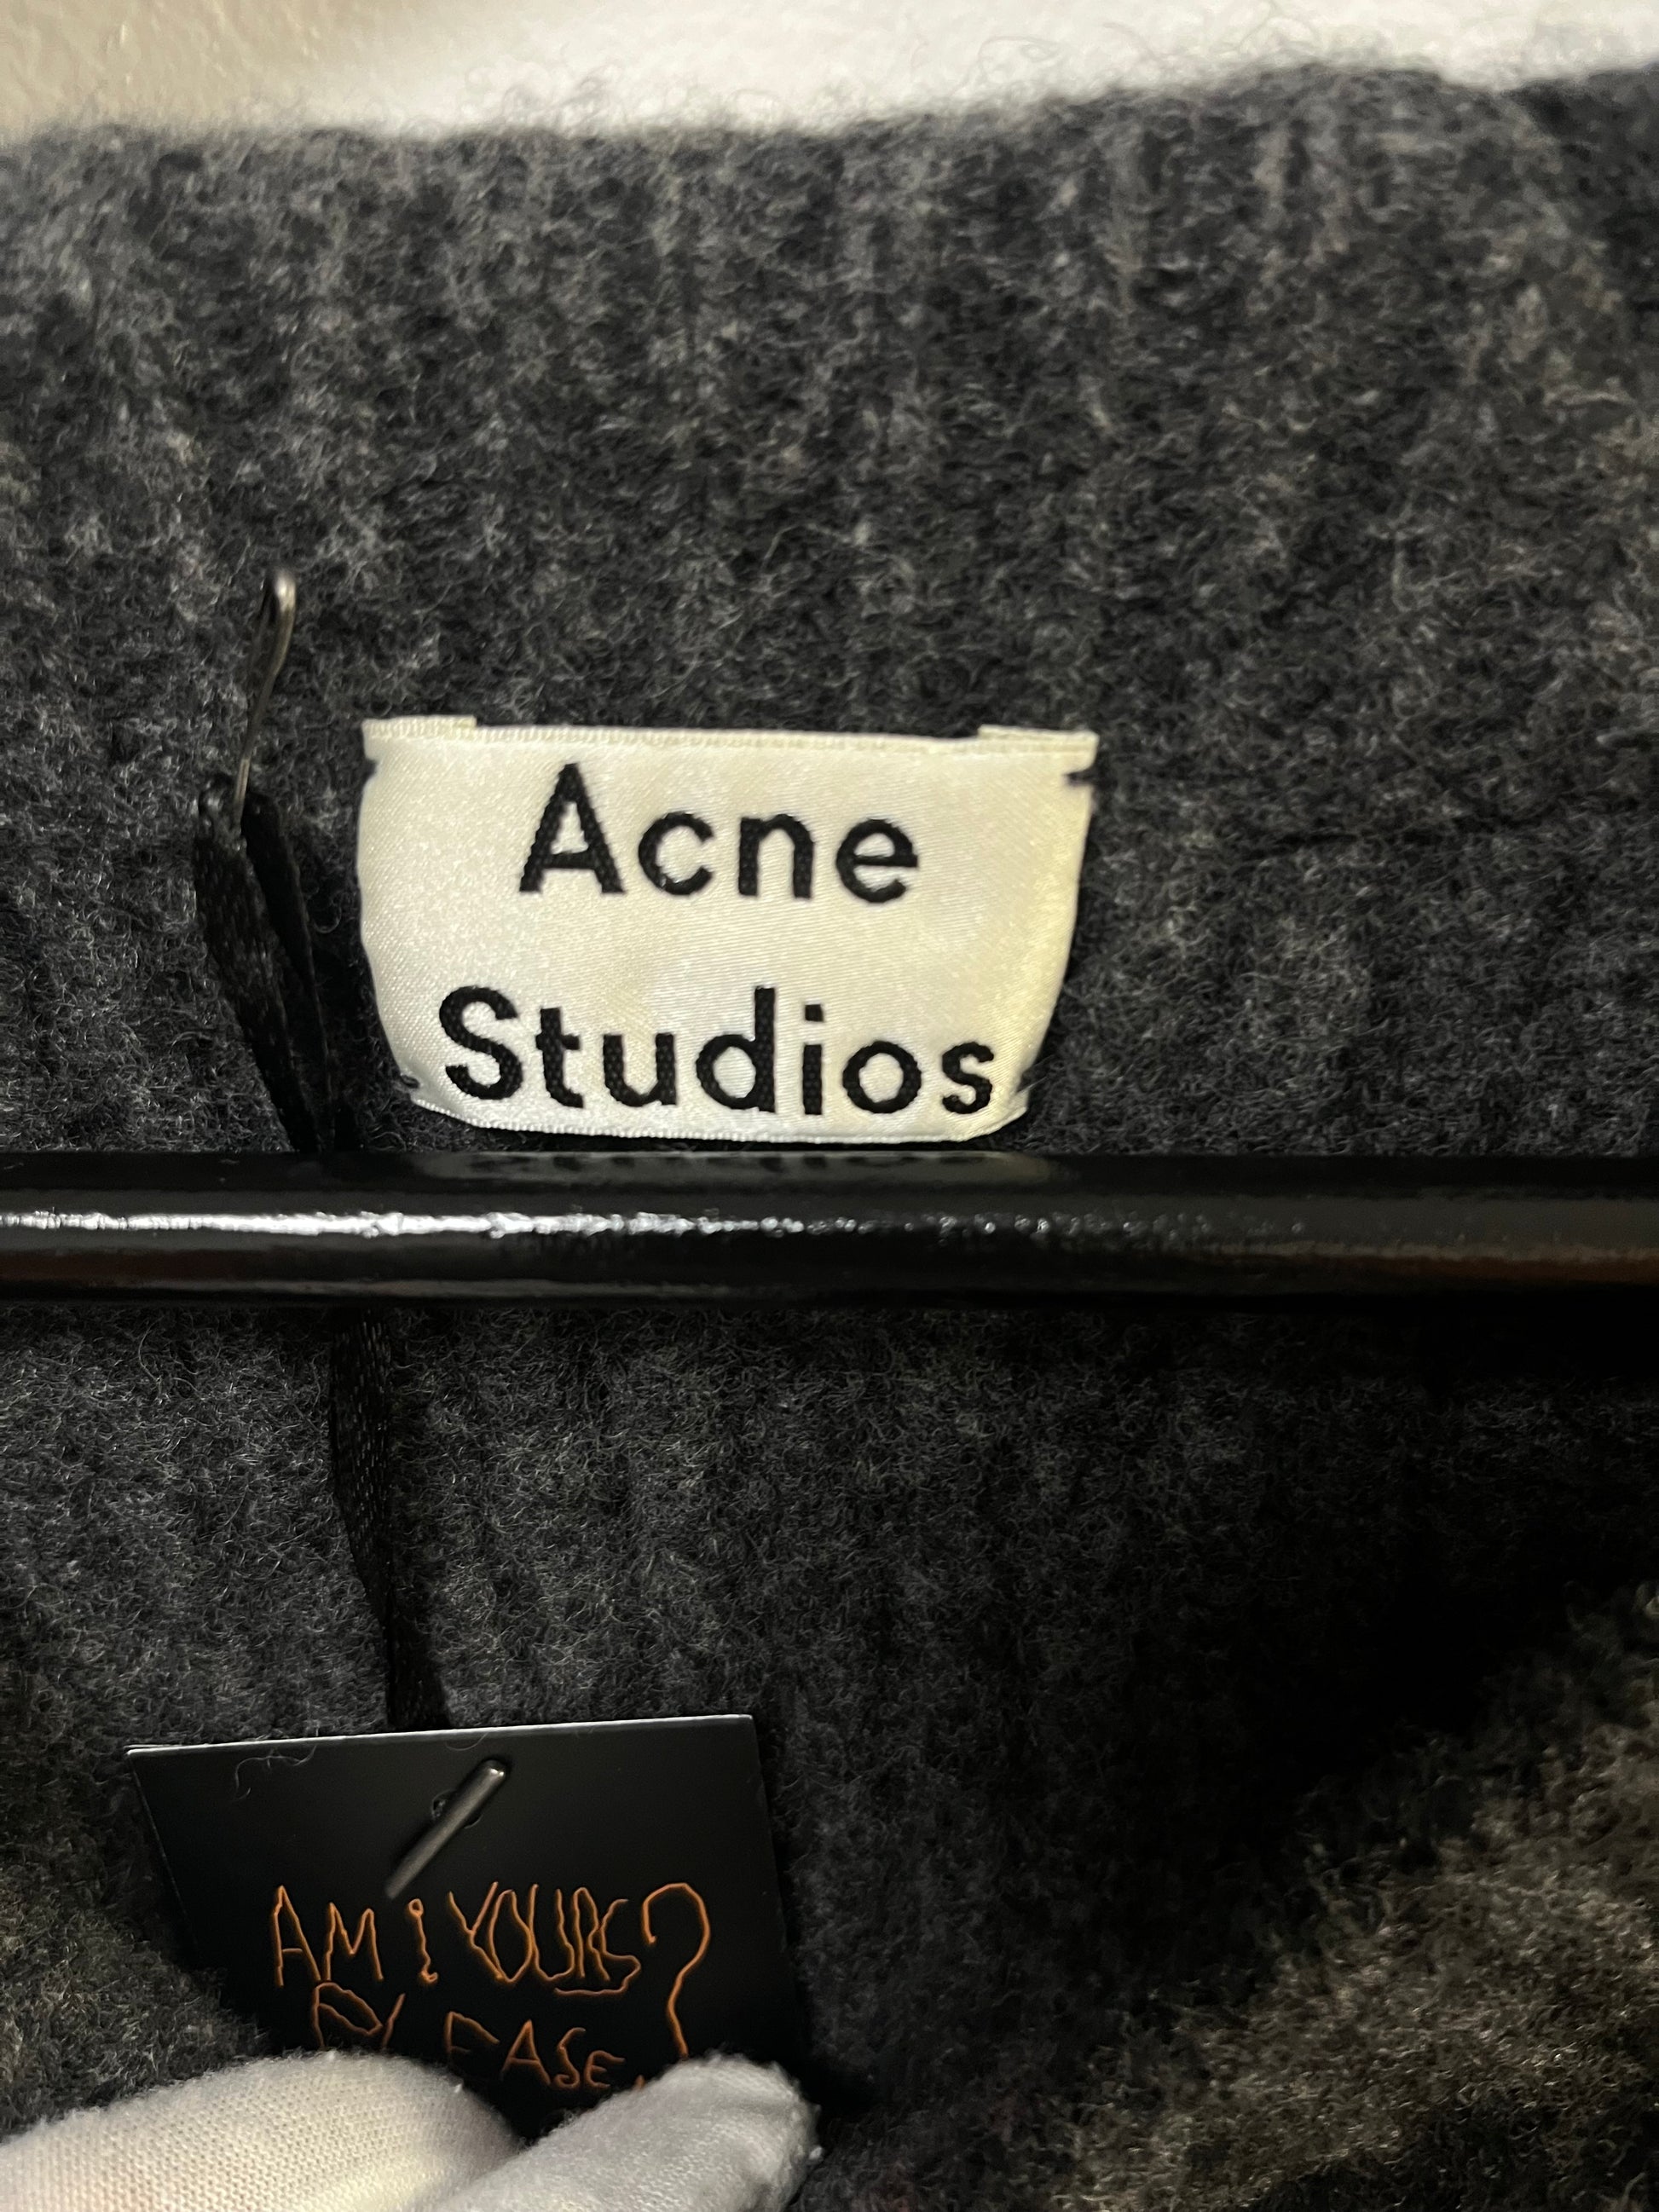 Acne
Studios
AM I YOURS?
PLEASE.